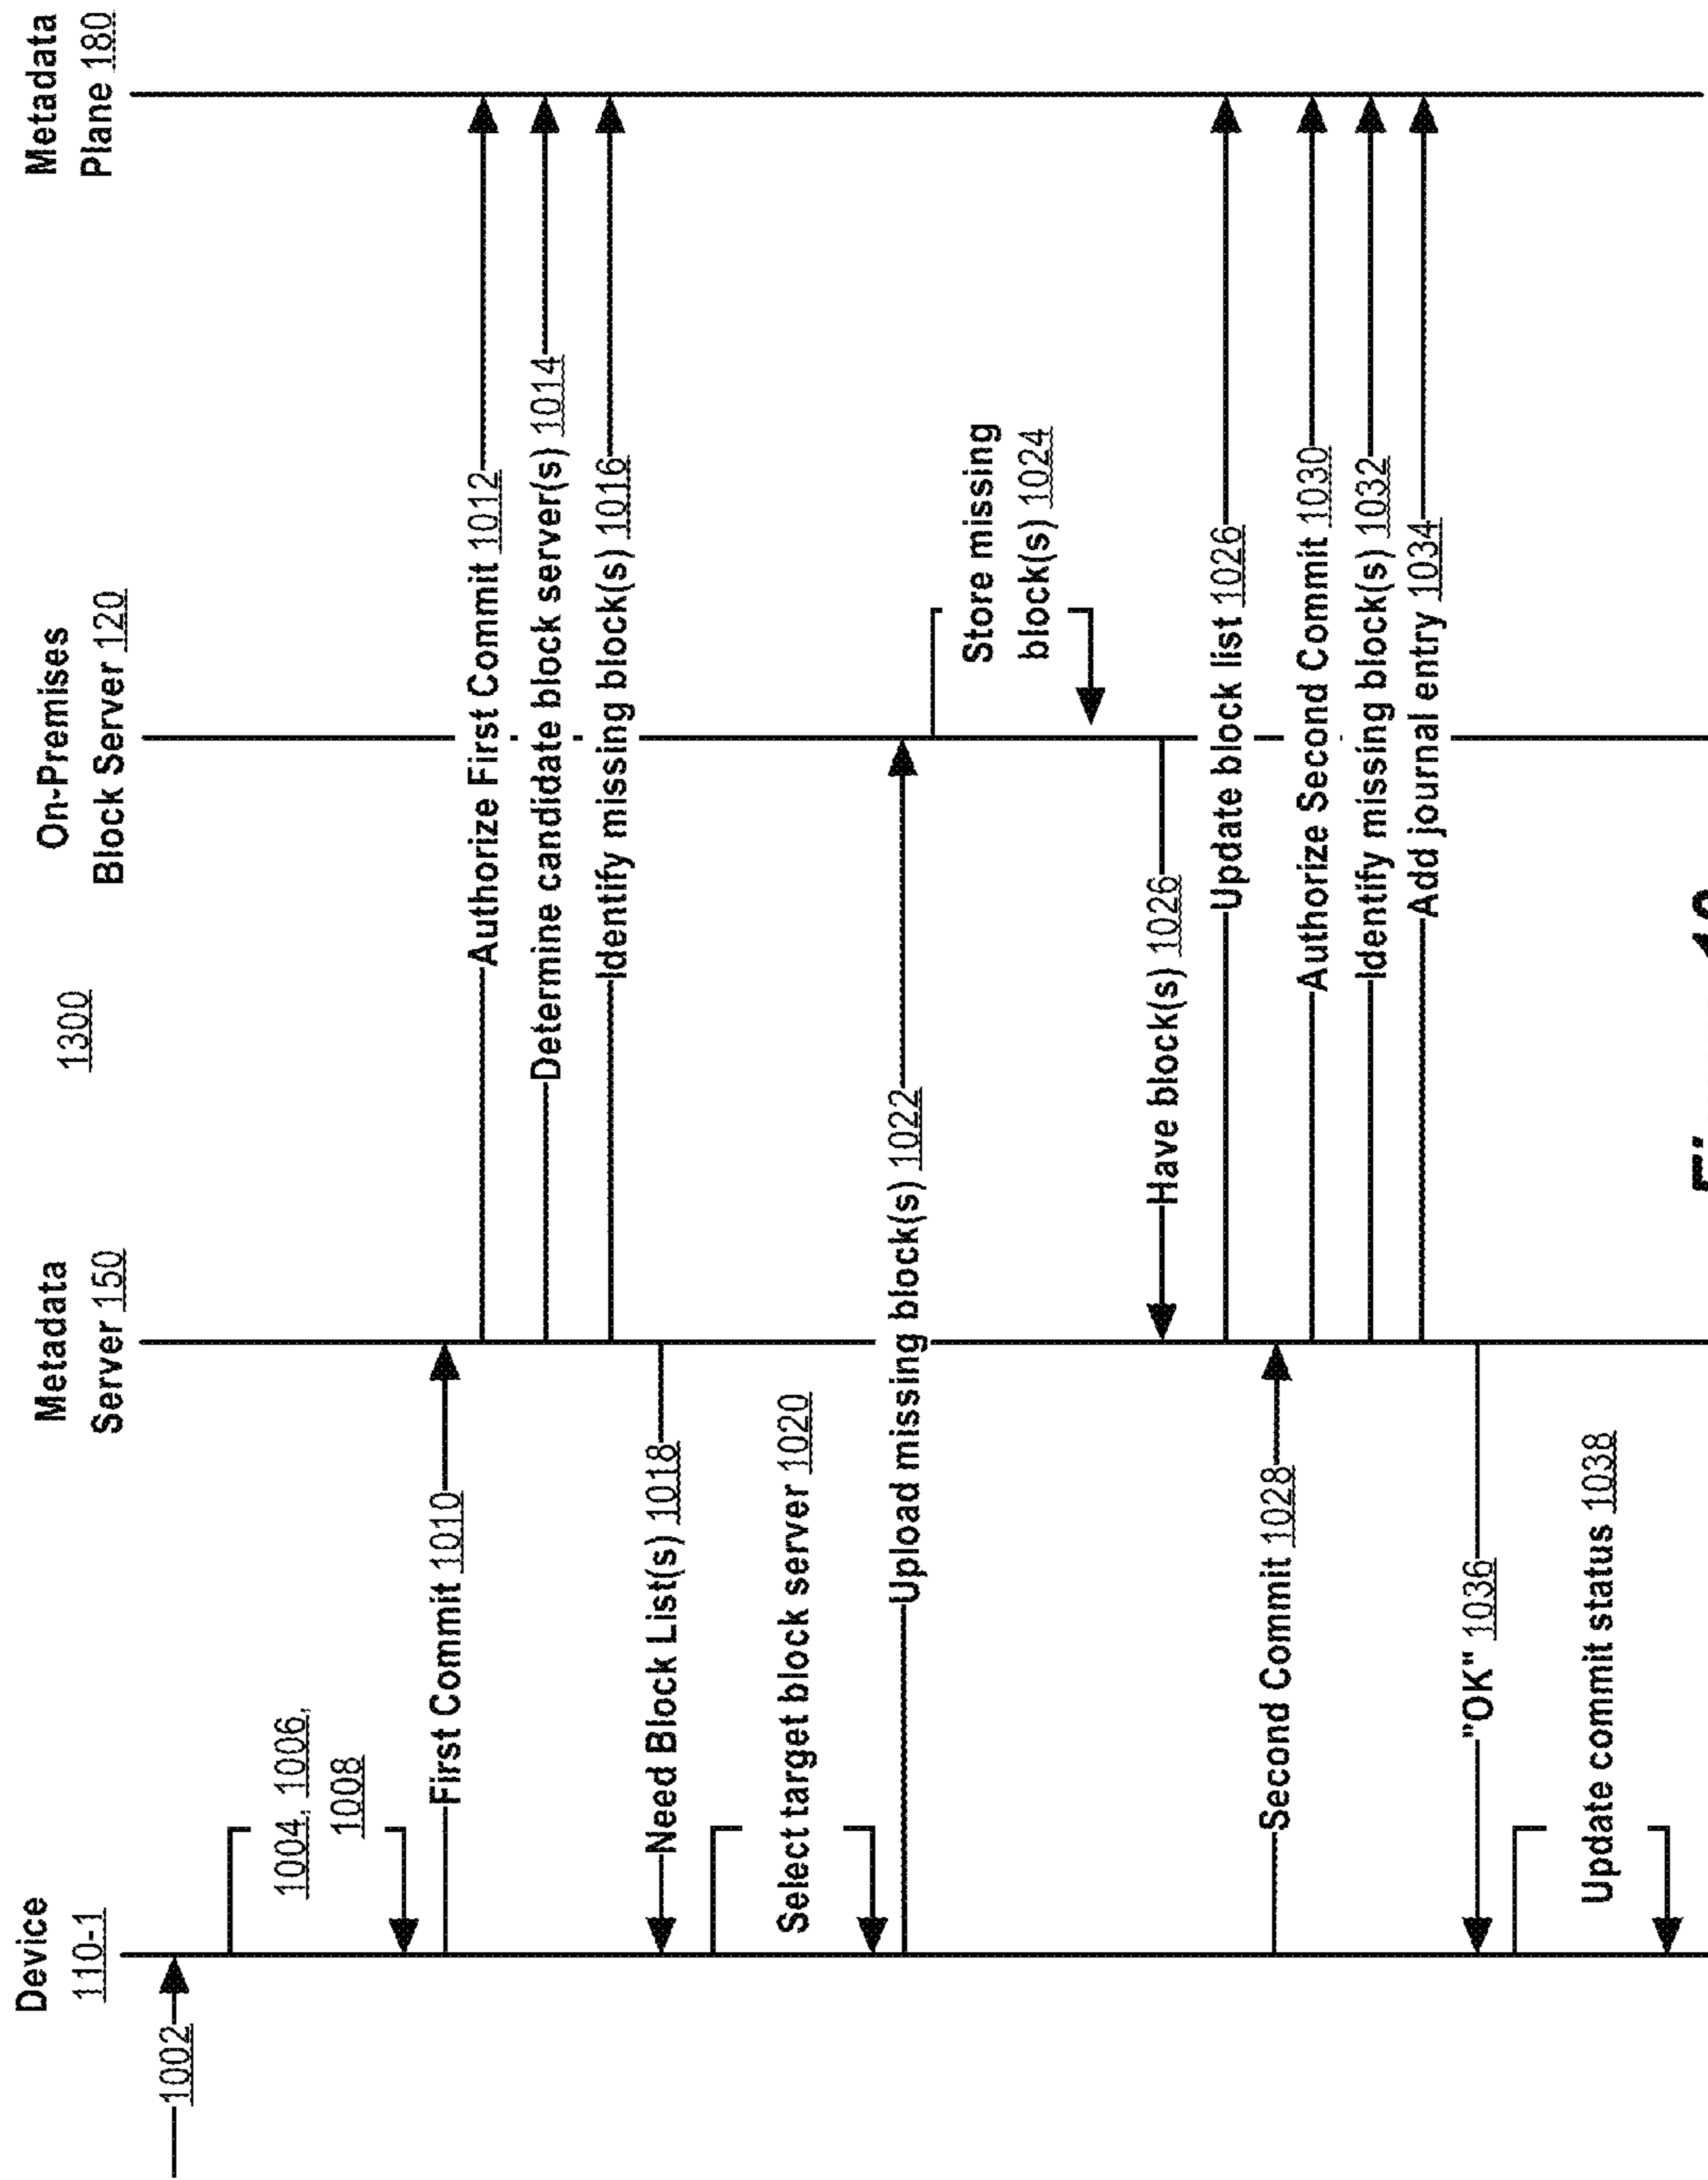 1300
Device
110-1
Metadata
Server 150
On-Premises
Block Server 120
Metadata
Plane 180
1002
1004, 1006,
1008
First Commit 1010
Authorize First Commit 1012
Determine candidate block server(s) 1014
Identify missing block(s) 1016
Need Block List(s) 1018
Select target block server 1020
Upload missing block(s) 1022
Store missing
block(s) 1024
Have block(s) 1026
Update block list 1026
Second Commit 1028
Authorize Second Commit 1030
Identify missing block(s) 1032
Add journal entry 1034
"OK" 1036
Update commit status 1038